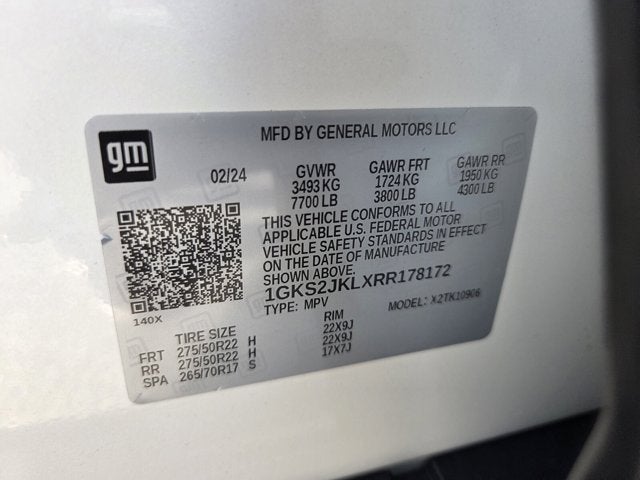 gm
MFD BY GENERAL MOTORS LLC
02/24 GVWR GAWR FRT GAWR RR
3493 KG 1724 KG 1950 KG
7700 LB 3800 LB 4300 LB
THIS VEHICLE CONFORMS TO ALL
APPLICABLE U.S. FEDERAL MOTOR
VEHICLE SAFETY STANDARDS IN EFFECT
ON THE DATE OF MANUFACTURE
SHOWN ABOVE.
1GKS2JKLXRR178172
TYPE: MPV MODEL: X2TK10906
140X
TIRE SIZE RIM
FRT 275/50R22 H 22X9J
RR 275/50R22 H 22X9J
SPA 265/70R17 S 17X7J